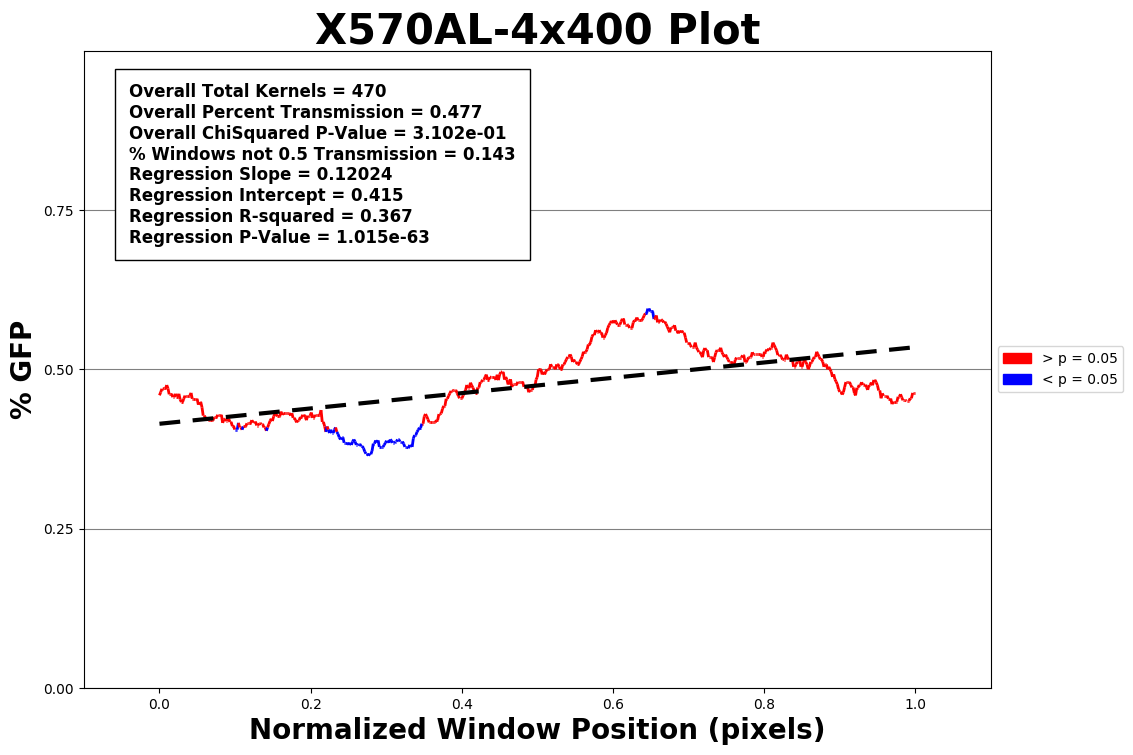 X570AL-4x400 Plot
Overall Total Kernels = 470
Overall Percent Transmission = 0.477
Overall ChiSquared P-Value = 3.102e-01
% Windows not 0.5 Transmission = 0.143
Regression Slope = 0.12024
Regression Intercept = 0.415
Regression R-squared = 0.367
Regression P-Value = 1.015e-63
% GFP
0.75
0.50
0.25
0.00
> p = 0.05
< p = 0.05
0.0 0.2 0.4 0.6 0.8 1.0
Normalized Window Position (pixels)